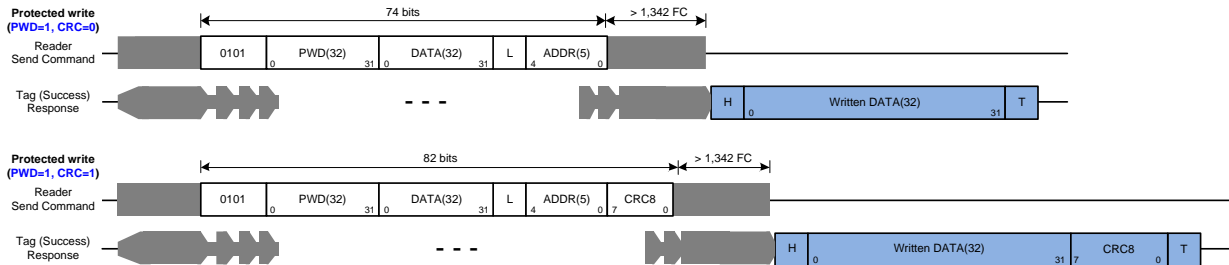 Protected write
(PWD=1, CRC=0)
74 bits
> 1,342 FC
Reader
Send Command
0101
0 PWD(32) 31
0 DATA(32) 31
L
4 ADDR(5) 0
Tag (Success)
Response
- - -
H
0 Written DATA(32) 31
T
Protected write
(PWD=1, CRC=1)
82 bits
> 1,342 FC
Reader
Send Command
0101
0 PWD(32) 31
0 DATA(32) 31
L
4 ADDR(5) 0
7 CRC8 0
Tag (Success)
Response
- - -
H
0 Written DATA(32) 31
7 CRC8 0
T